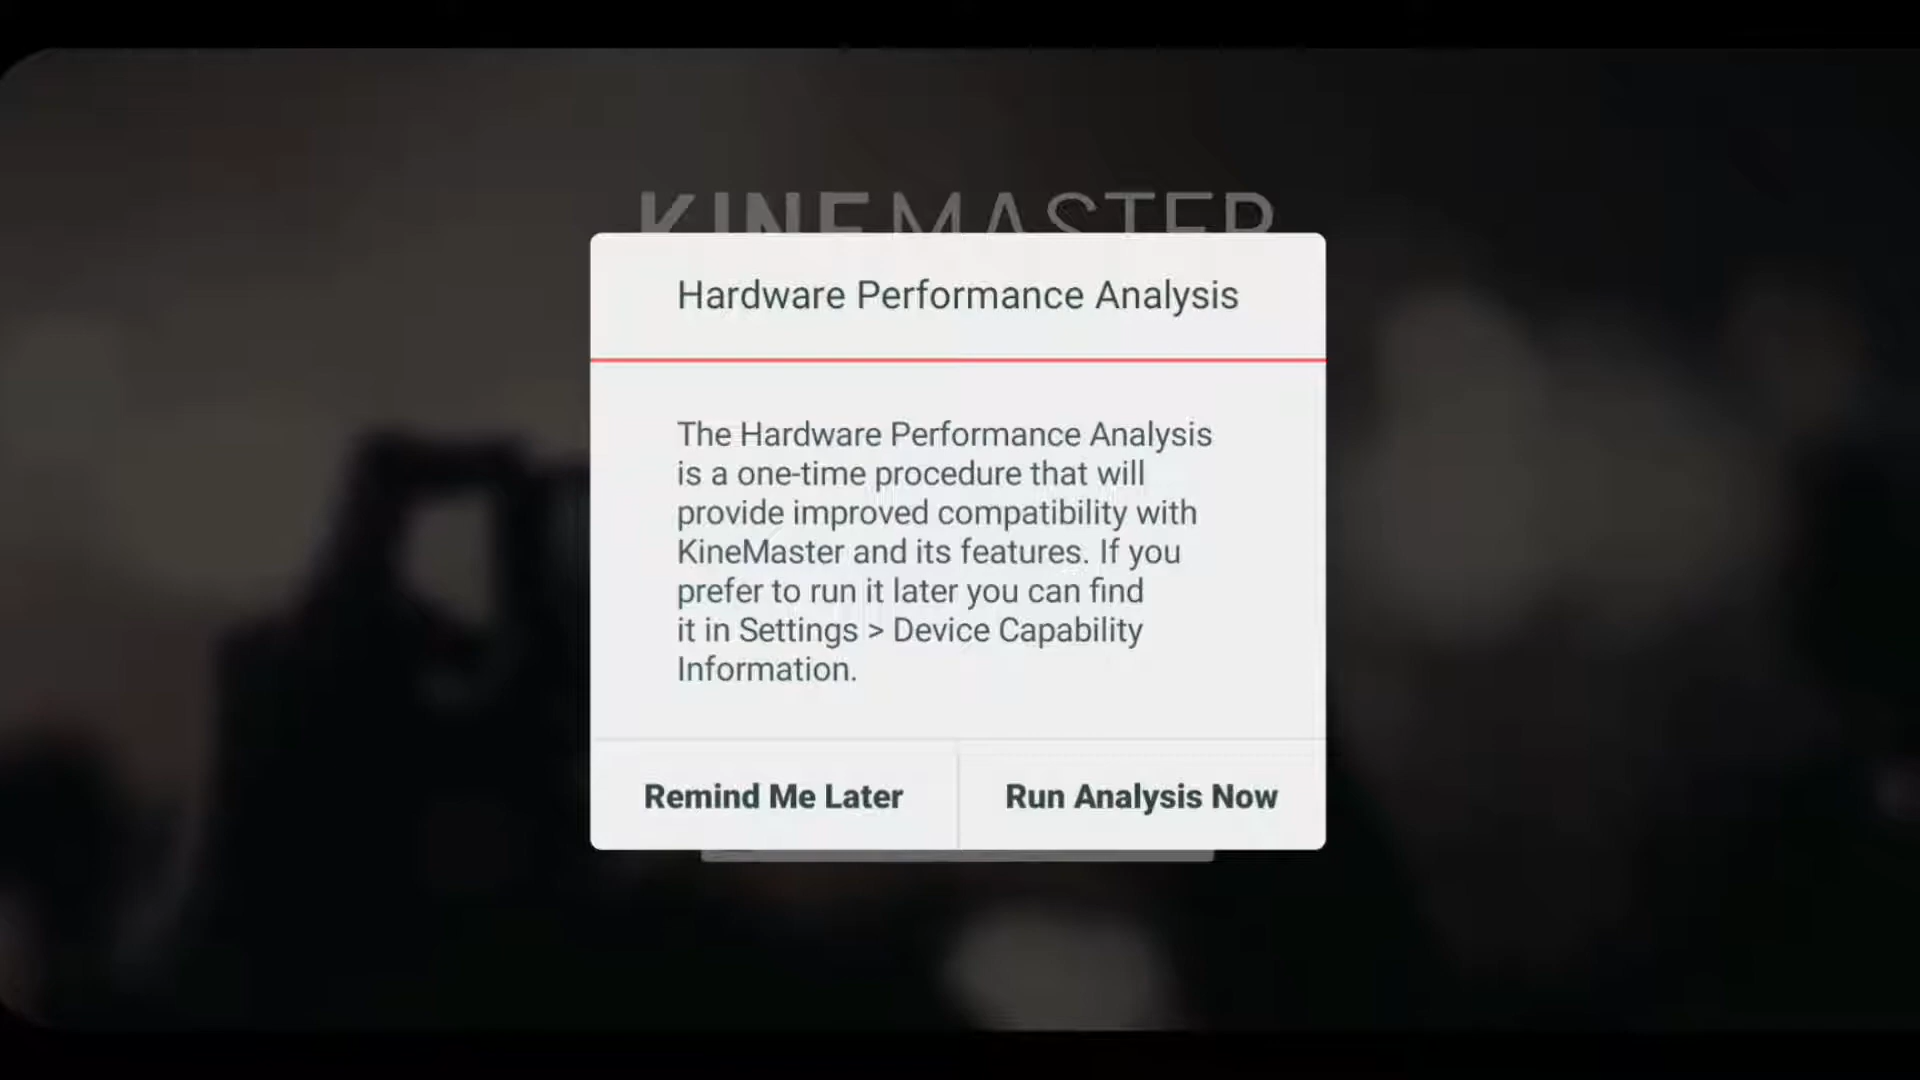 KINEMASTER
Hardware Performance Analysis
The Hardware Performance Analysis
is a one-time procedure that will
provide improved compatibility with
KineMaster and its features. If you
prefer to run it later you can find
it in Settings > Device Capability
Information.
Remind Me Later
Run Analysis Now